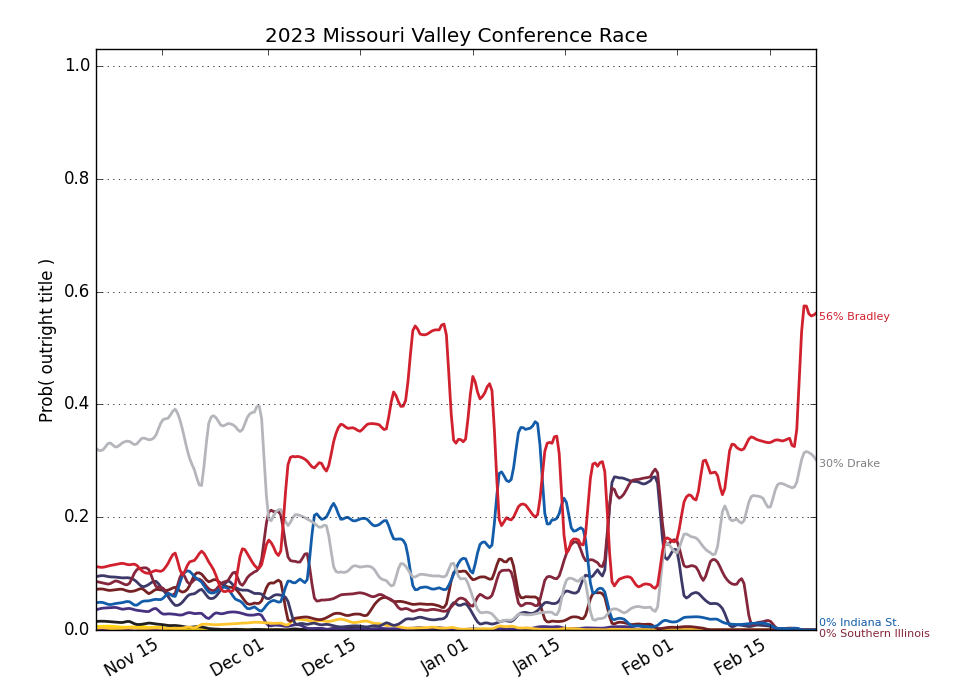 2023 Missouri Valley Conference Race
1.0
0.8
0.6
0.4
0.2
0.0
Prob( outright title )
56% Bradley
30% Drake
0% Indiana St.
0% Southern Illinois
Nov 15
Dec 01
Dec 15
Jan 01
Jan 15
Feb 01
Feb 15